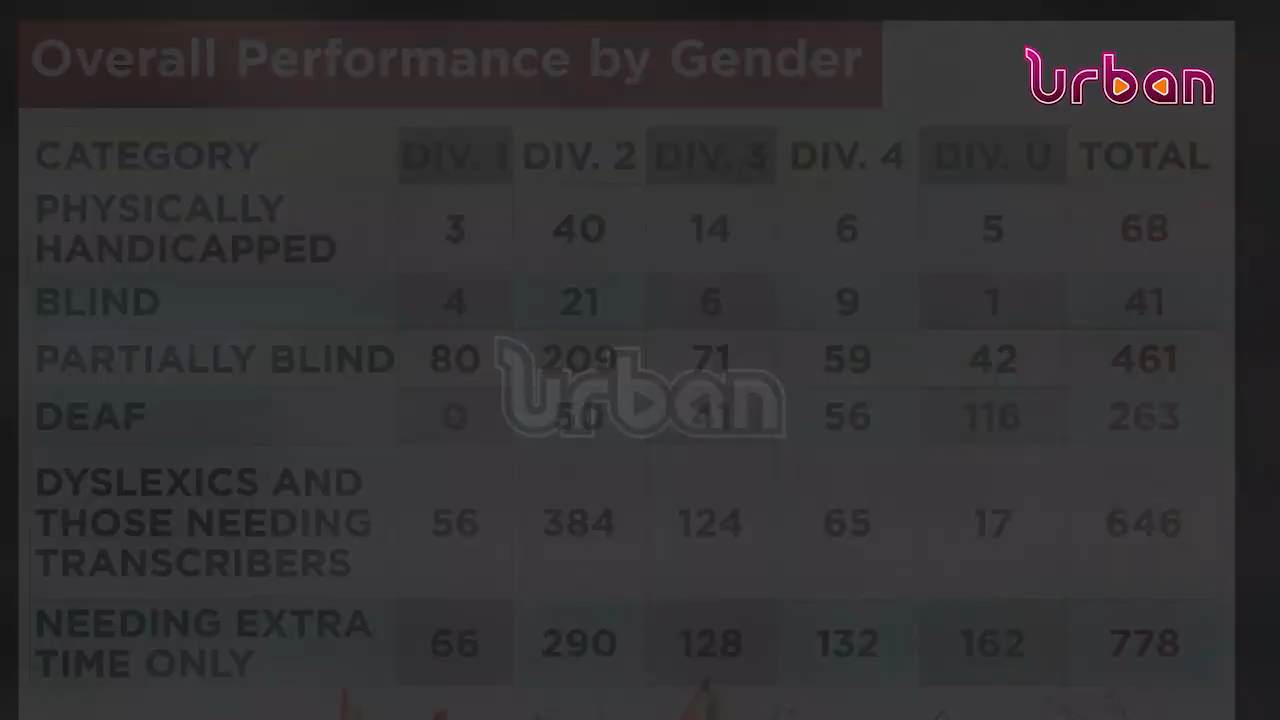 Overall Performance by Gender
urban
CATEGORY DIV. 1 DIV. 2 DIV. 3 DIV. 4 DIV. U TOTAL
PHYSICALLY
HANDICAPPED 3 40 14 6 5 68
BLIND 4 21 6 9 1 41
PARTIALLY BLIND 80 209 71 59 42 461
urban
DEAF 0 50 41 56 116 263
DYSLEXICS AND
THOSE NEEDING 56 384 124 65 17 646
TRANSCRIBERS
NEEDING EXTRA
TIME ONLY 66 290 128 132 162 778